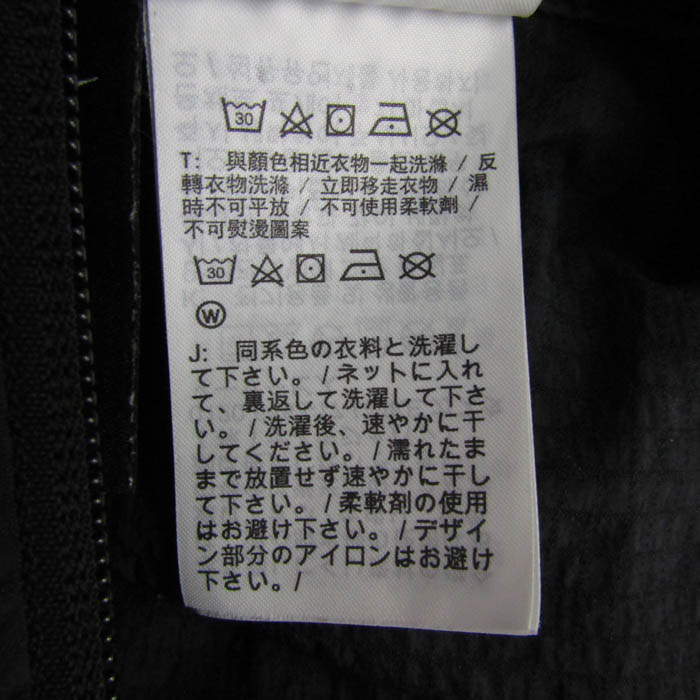 30
T: 與顏色相近衣物一起洗滌 / 反
轉衣物洗滌 / 立即移走衣物 / 濕
時不可平放 / 不可使用柔軟劑 /
不可熨燙圖案
30
W
J: 同系色の衣料と洗濯し
て下さい。/ネットに入れ
て、裏返して洗濯して下さ
い。/洗濯後、速やかに干
してください。/濡れたま
まで放置せず速やかに干し
て下さい。/柔軟剤の使用
はお避け下さい。/デザイ
ン部分のアイロンはお避け
下さい。/